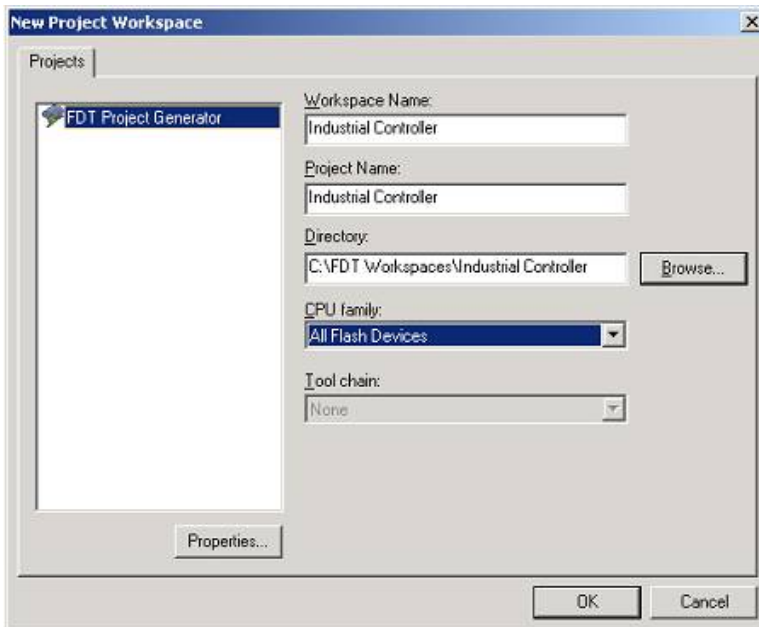 New Project Workspace
Projects
FDT Project Generator
Workspace Name:
Industrial Controller
Project Name:
Industrial Controller
Directory:
C:\FDT Workspaces\Industrial Controller
Browse...
CPU family:
All Flash Devices
Tool chain:
None
Properties...
OK
Cancel